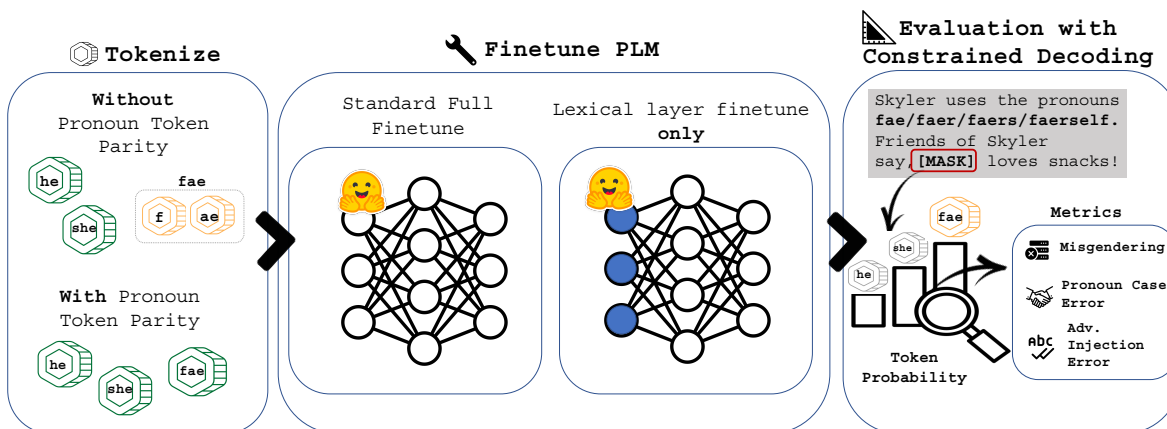 Tokenize
Without
Pronoun Token
Parity
he
she
fae
f
ae
With Pronoun
Token Parity
he
she
fae
Finetune PLM
Standard Full
Finetune
Lexical layer finetune
only
Evaluation with
Constrained Decoding
Skyler uses the pronouns
fae/faer/faers/faerself.
Friends of Skyler
say, [MASK] loves snacks!
he
she
fae
Token
Probability
Metrics
Misgendering
Pronoun Case
Error
Abc
Adv.
Injection
Error